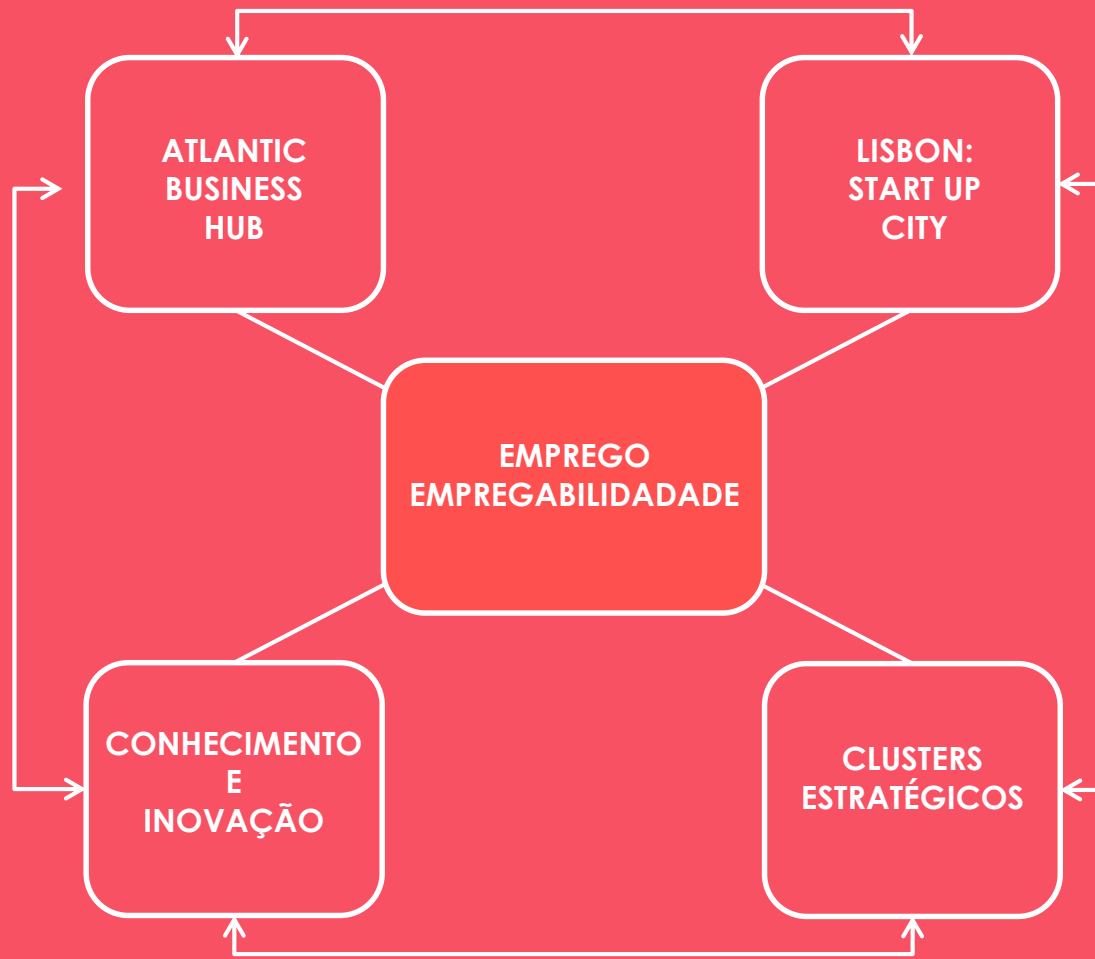 ATLANTIC
BUSINESS
HUB
LISBON:
START UP
CITY
EMPREGO
EMPREGABILIDADADE
CONHECIMENTO
E
INOVAÇÃO
CLUSTERS
ESTRATÉGICOS